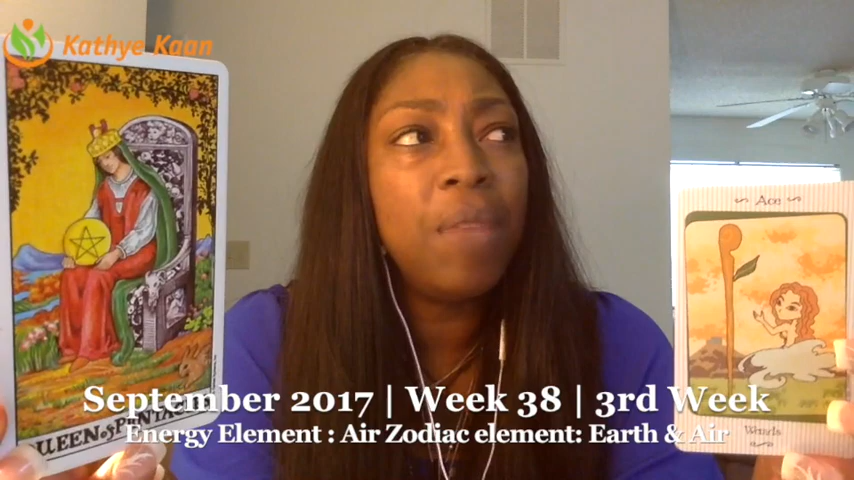 Kathye Kaan
Ace
September 2017 | Week 38 | 3rd Week
Energy Element : Air Zodiac element: Earth & Air
Wands